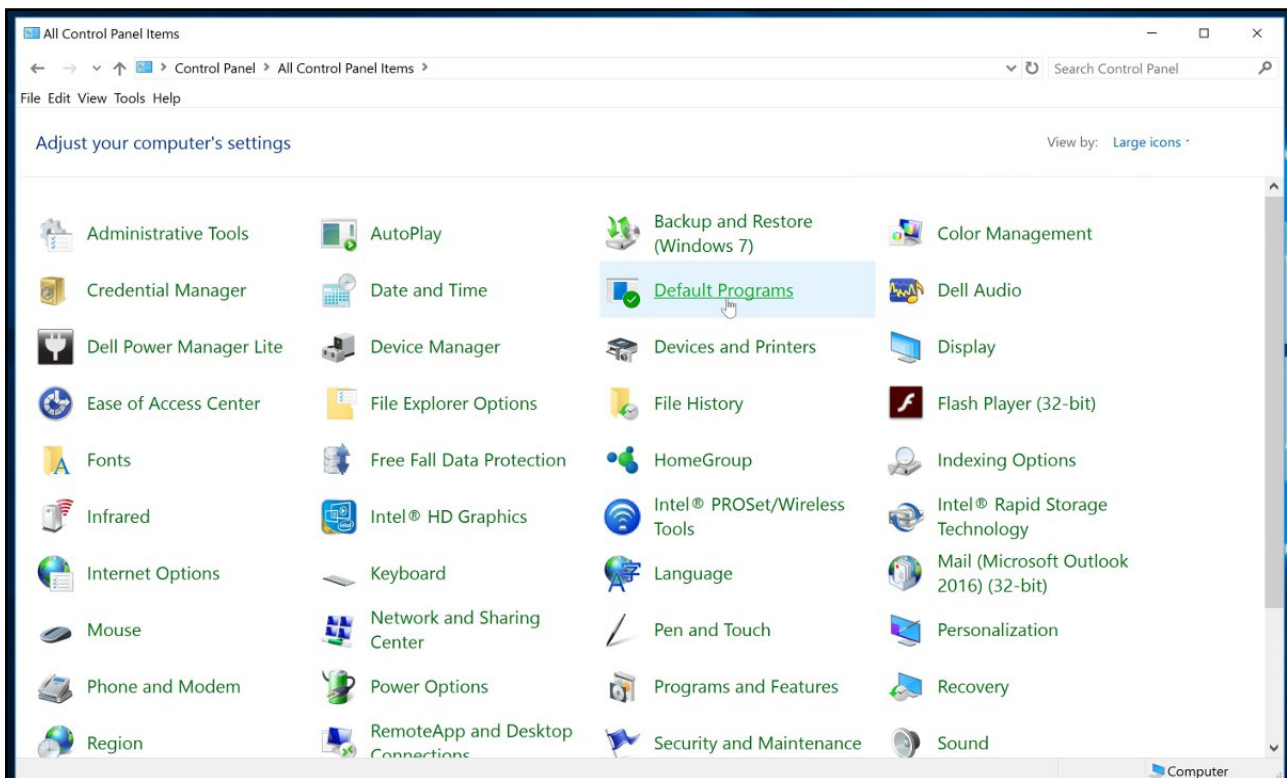 All Control Panel Items
Control Panel > All Control Panel Items >
Search Control Panel
File Edit View Tools Help
Adjust your computer's settings
View by: Large icons
Administrative Tools
AutoPlay
Backup and Restore
(Windows 7)
Color Management
Credential Manager
Date and Time
Default Programs
Dell Audio
Dell Power Manager Lite
Device Manager
Devices and Printers
Display
Ease of Access Center
File Explorer Options
File History
Flash Player (32-bit)
Fonts
Free Fall Data Protection
HomeGroup
Indexing Options
Infrared
Intel® HD Graphics
Intel® PROSet/Wireless
Tools
Intel® Rapid Storage
Technology
Internet Options
Keyboard
Language
Mail (Microsoft Outlook
2016) (32-bit)
Mouse
Network and Sharing
Center
Pen and Touch
Personalization
Phone and Modem
Power Options
Programs and Features
Recovery
Region
RemoteApp and Desktop
Connections
Security and Maintenance
Sound
Computer